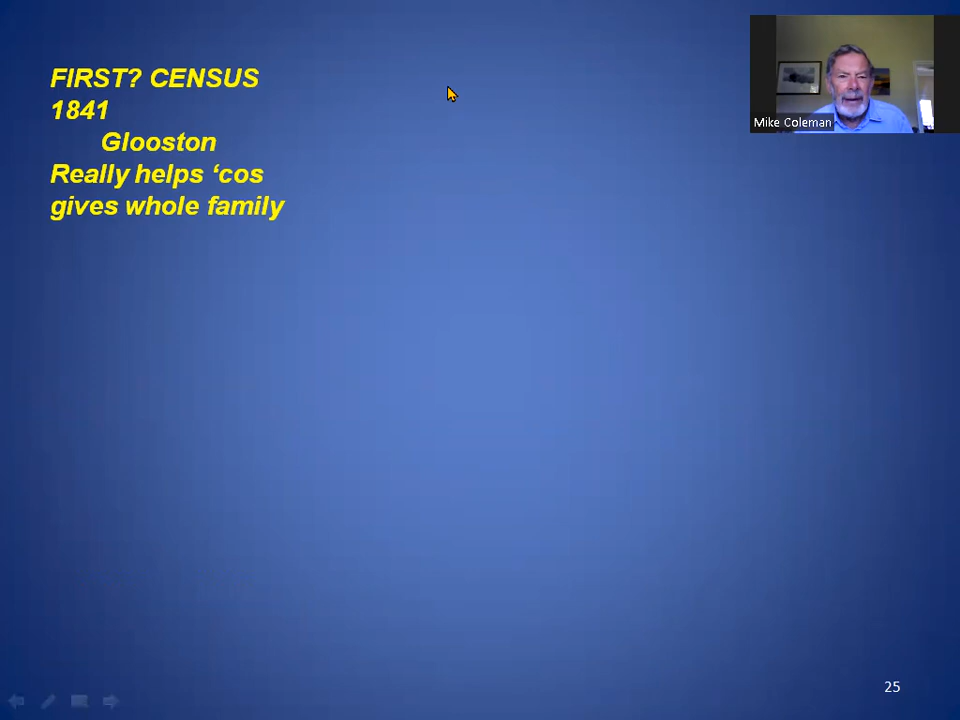 FIRST? CENSUS
1841
Glooston
Really helps ‘cos
gives whole family
Mike Coleman
25